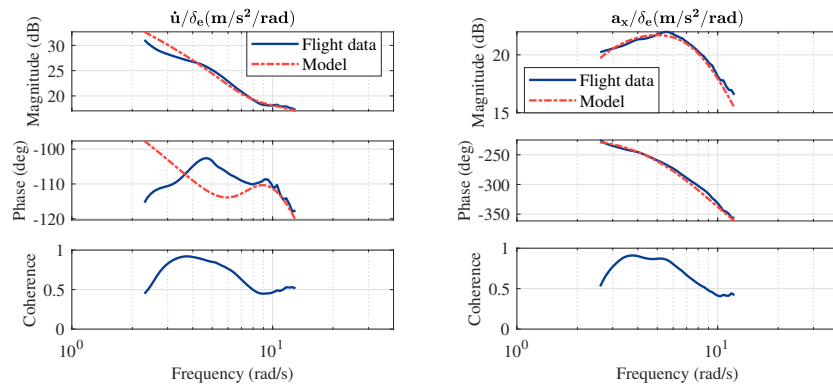 u̇/δe(m/s²/rad)
30
25
20
Magnitude (dB)
Flight data
Model
-100
-110
-120
Phase (deg)
1
0.5
0
Coherence
10⁰
10¹
Frequency (rad/s)
ax/δe(m/s²/rad)
20
15
Magnitude (dB)
Flight data
Model
-250
-300
-350
Phase (deg)
1
0.5
0
Coherence
10⁰
10¹
Frequency (rad/s)